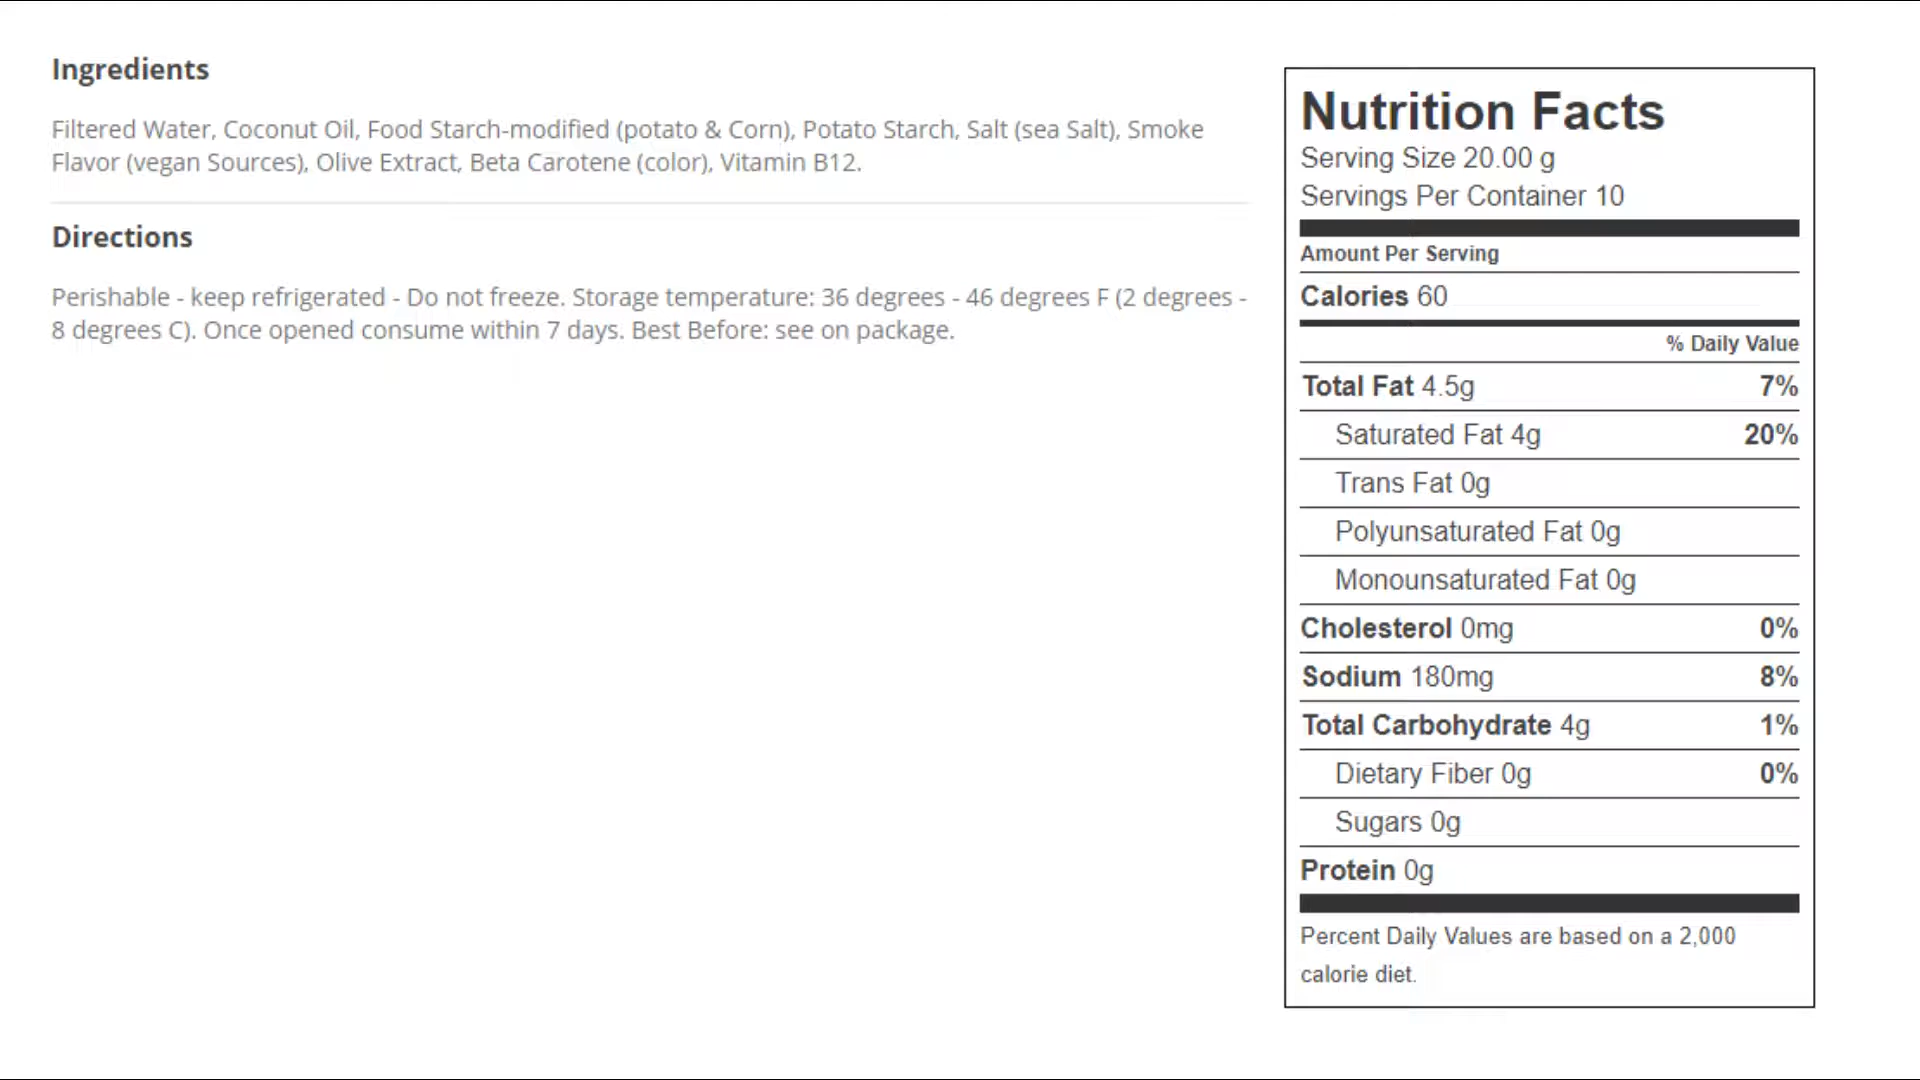 Ingredients
Filtered Water, Coconut Oil, Food Starch-modified (potato & Corn), Potato Starch, Salt (sea Salt), Smoke
Flavor (vegan Sources), Olive Extract, Beta Carotene (color), Vitamin B12.
Directions
Perishable - keep refrigerated - Do not freeze. Storage temperature: 36 degrees - 46 degrees F (2 degrees -
8 degrees C). Once opened consume within 7 days. Best Before: see on package.
Nutrition Facts
Serving Size 20.00 g
Servings Per Container 10
Amount Per Serving
Calories 60
% Daily Value
Total Fat 4.5g 7%
Saturated Fat 4g 20%
Trans Fat 0g
Polyunsaturated Fat 0g
Monounsaturated Fat 0g
Cholesterol 0mg 0%
Sodium 180mg 8%
Total Carbohydrate 4g 1%
Dietary Fiber 0g 0%
Sugars 0g
Protein 0g
Percent Daily Values are based on a 2,000
calorie diet.